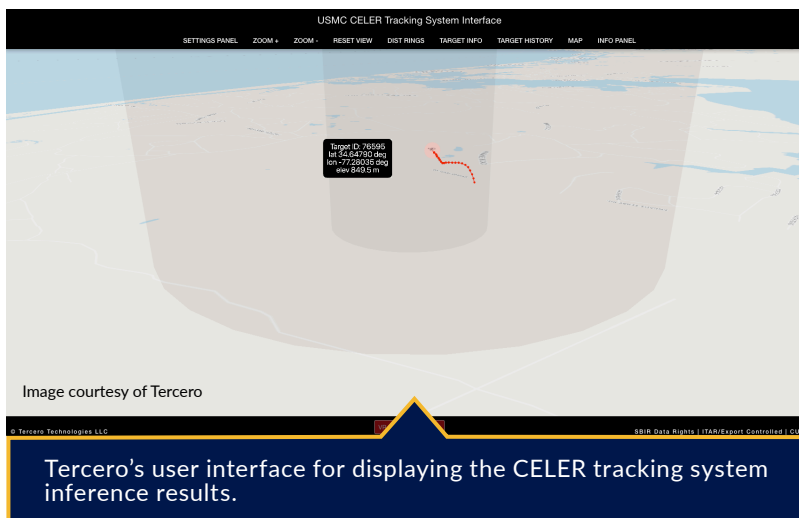 USMC CELER Tracking System Interface
SETTINGS PANEL ZOOM + ZOOM - RESET VIEW DIST RINGS TARGET INFO TARGET HISTORY MAP INFO PANEL
Target ID: 76595
lat 34.64790 deg
lon -77.28035 deg
elev 849.5 m
Image courtesy of Tercero
© Tercero Technologies LLC
SBIR Data Rights | ITAR/Export Controlled | CU
Tercero’s user interface for displaying the CELER tracking system
inference results.